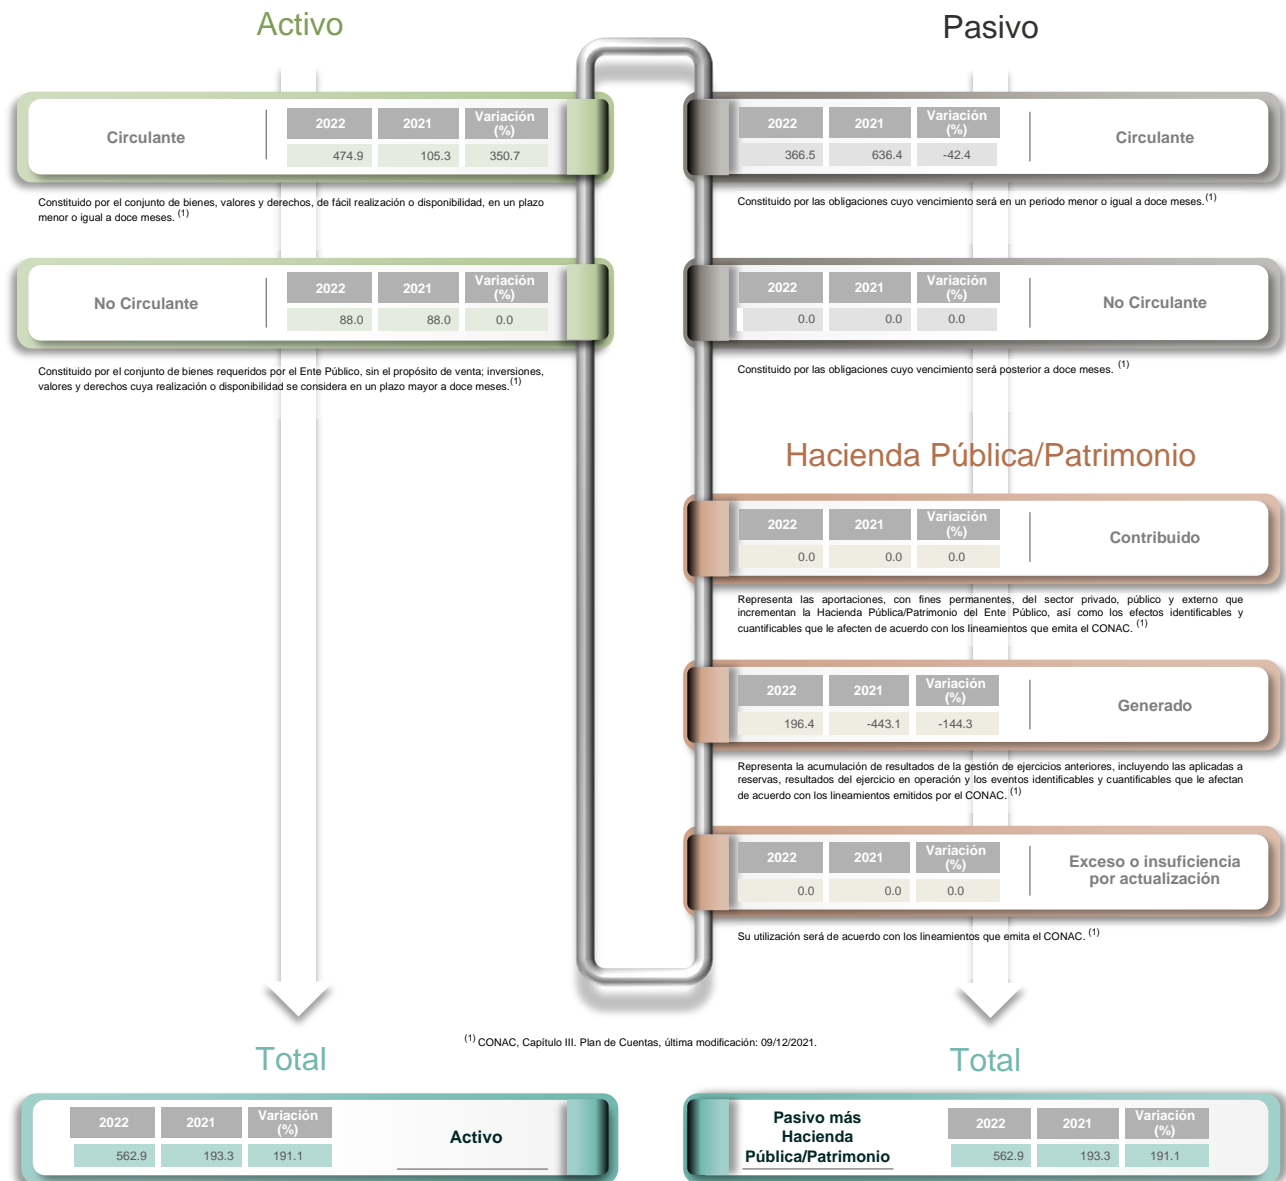 Activo
Circulante
2022 2021 Variación (%)
474.9 105.3 350.7
Constituido por el conjunto de bienes, valores y derechos, de fácil realización o disponibilidad, en un plazo
menor o igual a doce meses. (1)
No Circulante
2022 2021 Variación (%)
88.0 88.0 0.0
Constituido por el conjunto de bienes requeridos por el Ente Público, sin el propósito de venta; inversiones,
valores y derechos cuya realización o disponibilidad se considera en un plazo mayor a doce meses. (1)
Pasivo
2022 2021 Variación (%)
366.5 636.4 -42.4
Circulante
Constituido por las obligaciones cuyo vencimiento será en un periodo menor o igual a doce meses. (1)
2022 2021 Variación (%)
0.0 0.0 0.0
No Circulante
Constituido por las obligaciones cuyo vencimiento será posterior a doce meses. (1)
Hacienda Pública/Patrimonio
2022 2021 Variación (%)
0.0 0.0 0.0
Contribuido
Representa las aportaciones, con fines permanentes, del sector privado, público y externo que
incrementan la Hacienda Pública/Patrimonio del Ente Público, así como los efectos identificables y
cuantificables que le afecten de acuerdo con los lineamientos que emita el CONAC. (1)
2022 2021 Variación (%)
196.4 -443.1 -144.3
Generado
Representa la acumulación de resultados de la gestión de ejercicios anteriores, incluyendo las aplicadas a
reservas, resultados del ejercicio en operación y los eventos identificables y cuantificables que le afectan
de acuerdo con los lineamientos emitidos por el CONAC. (1)
2022 2021 Variación (%)
0.0 0.0 0.0
Exceso o insuficiencia
por actualización
Su utilización será de acuerdo con los lineamientos que emita el CONAC. (1)
(1) CONAC, Capítulo III. Plan de Cuentas, última modificación: 09/12/2021.
Total
2022 2021 Variación (%)
562.9 193.3 191.1
Activo
Total
Pasivo más
Hacienda
Pública/Patrimonio
2022 2021 Variación (%)
562.9 193.3 191.1